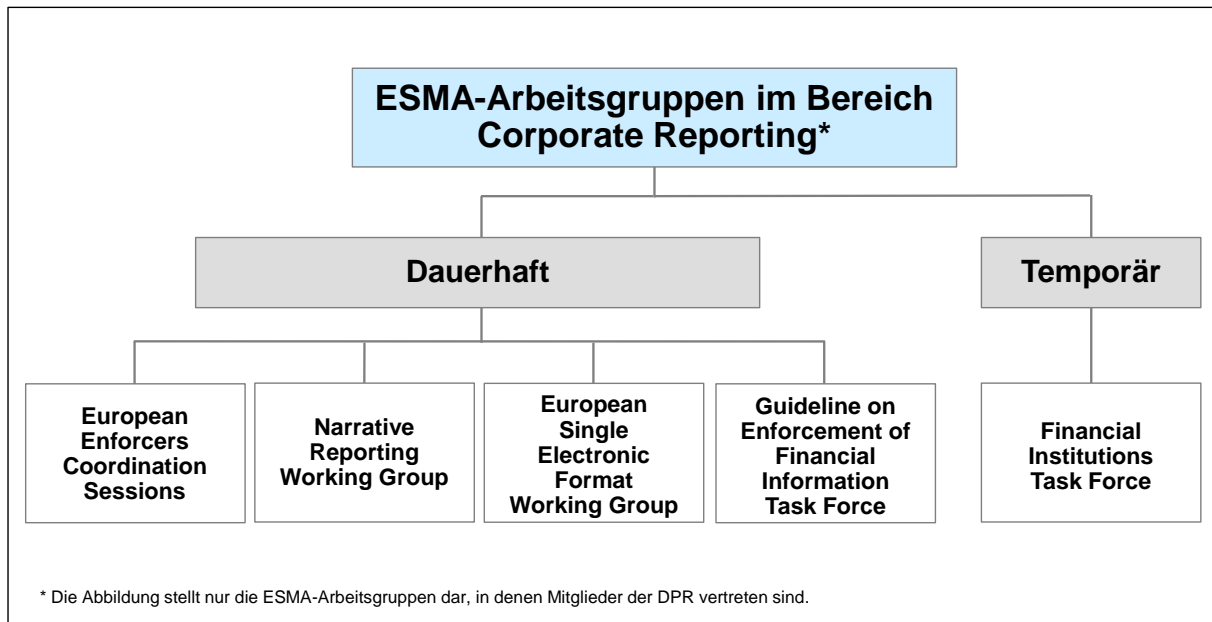 ESMA-Arbeitsgruppen im Bereich
Corporate Reporting*
Dauerhaft
Temporär
European
Enforcers
Coordination
Sessions
Narrative
Reporting
Working Group
European
Single
Electronic
Format
Working Group
Guideline on
Enforcement of
Financial
Information
Task Force
Financial
Institutions
Task Force
* Die Abbildung stellt nur die ESMA-Arbeitsgruppen dar, in denen Mitglieder der DPR vertreten sind.